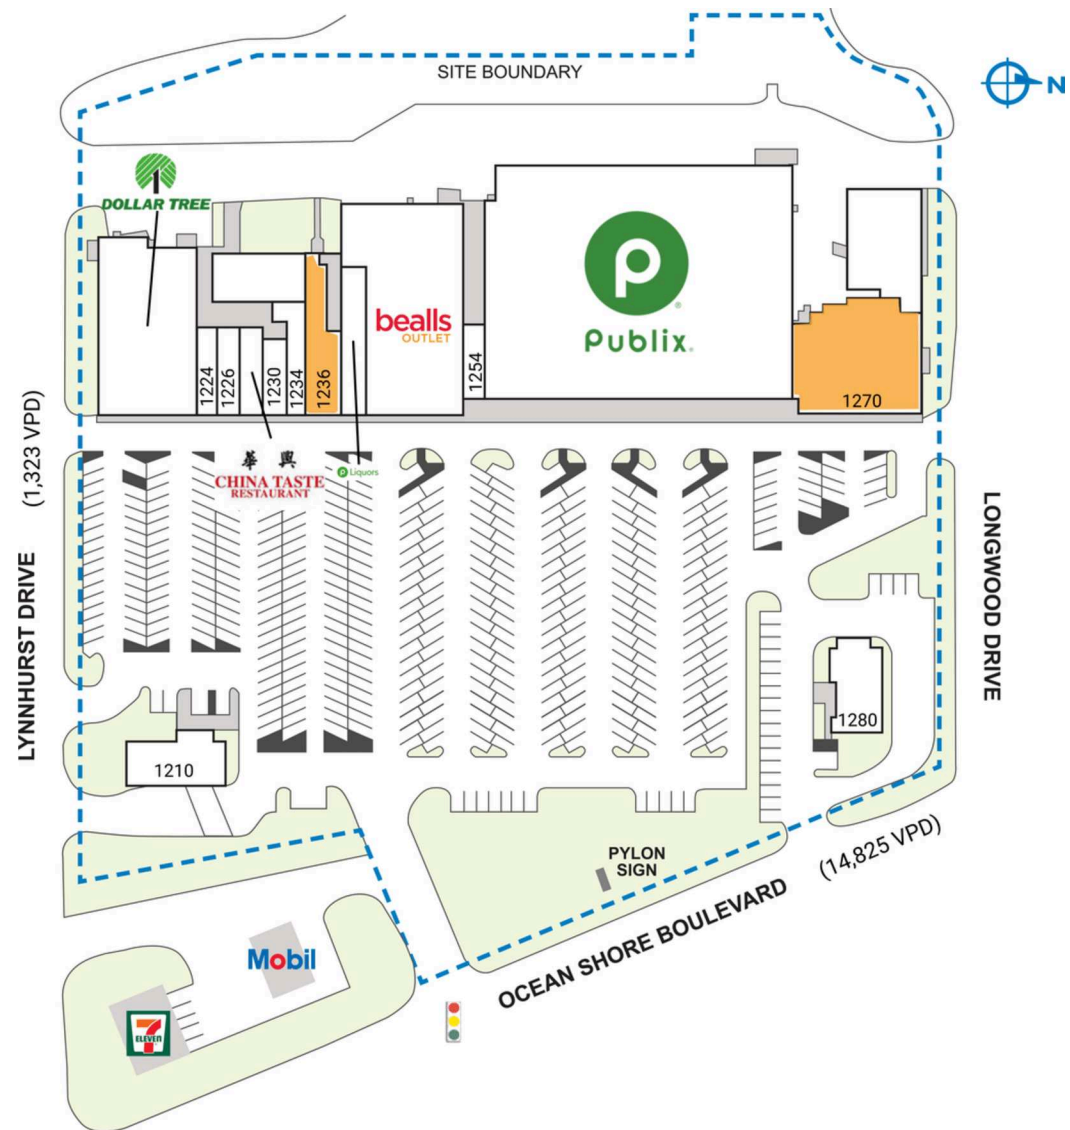 SITE BOUNDARY
N
DOLLAR TREE
bealls
OUTLET
p
Publix.
1224
1226
1230
1234
1236
1254
1270
華興
CHINA TASTE
RESTAURANT
p Liquors
(1,323 VPD)
LYNNHURST DRIVE
LONGWOOD DRIVE
1280
1210
PYLON
SIGN
(14,825 VPD)
OCEAN SHORE BOULEVARD
Mobil
7
ELEVEN